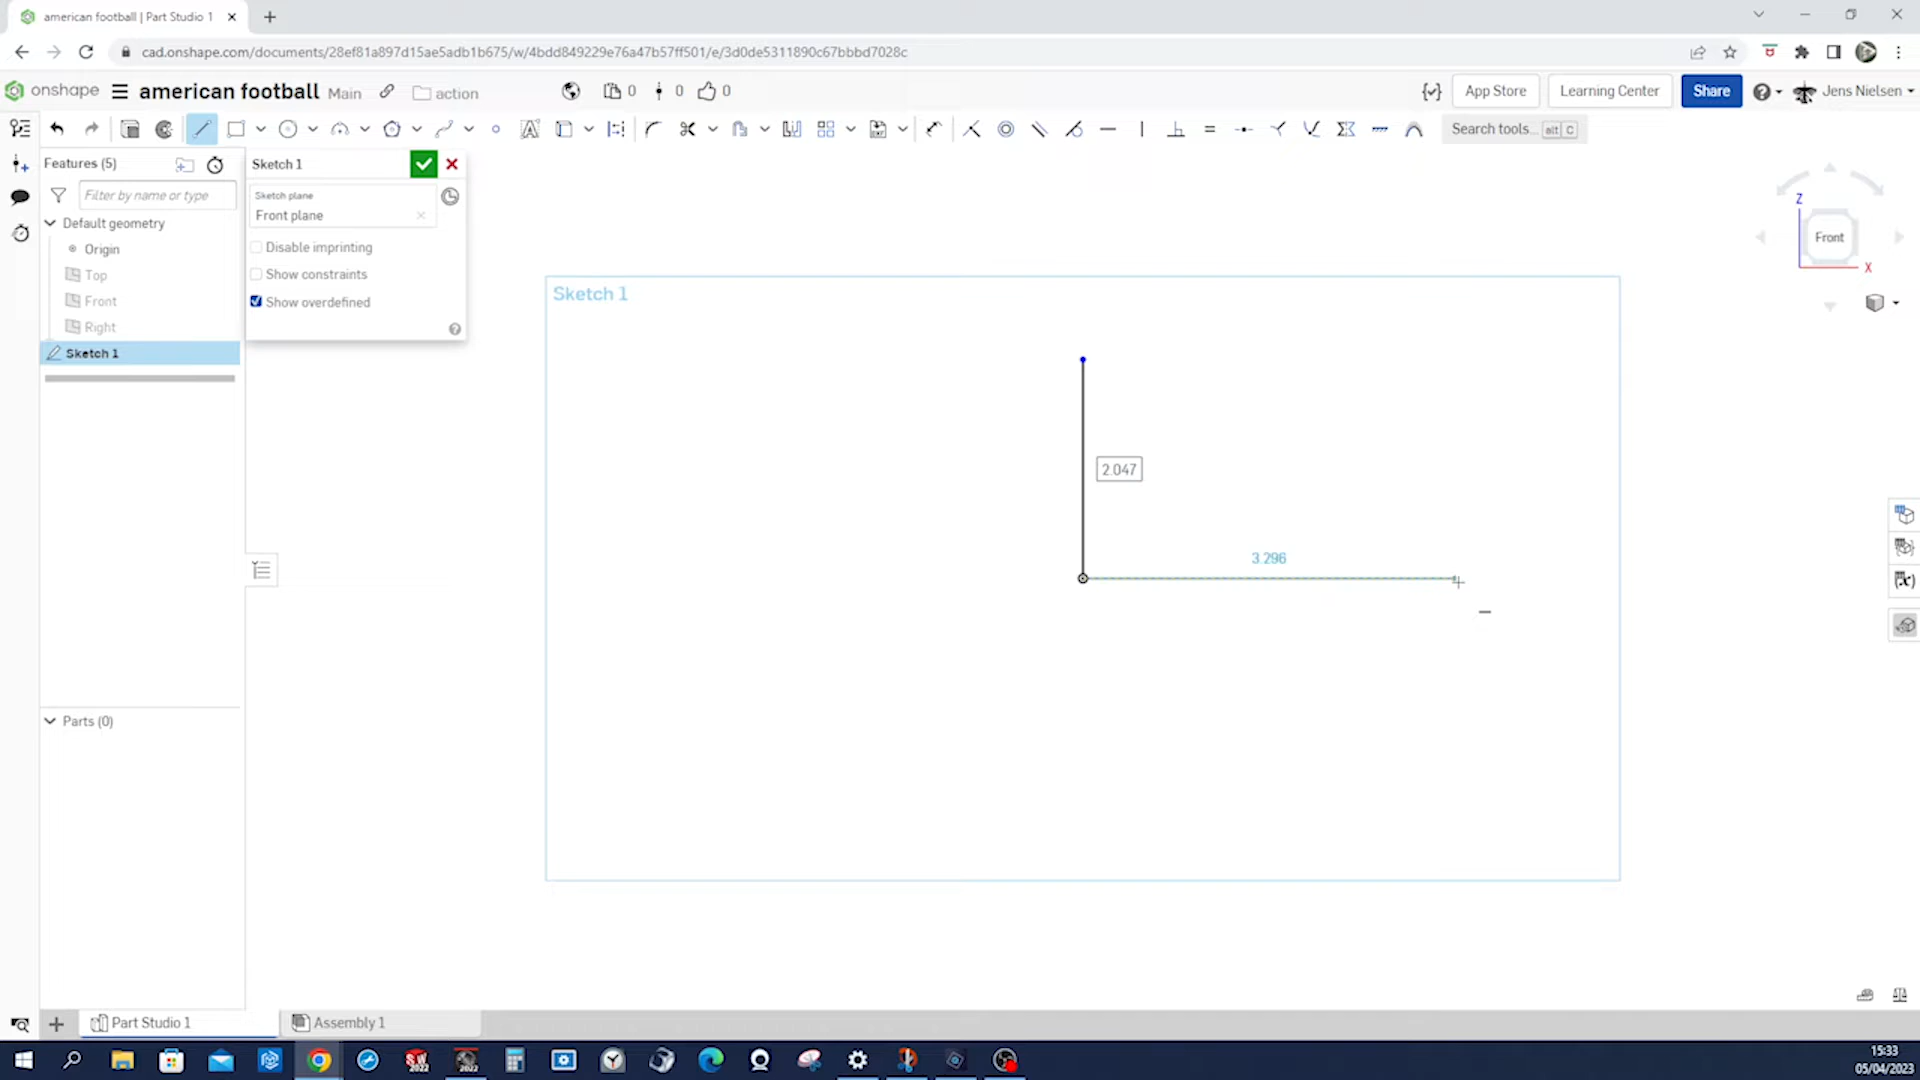 american football | Part Studio 1
cad.onshape.com/documents/28ef81a897d15ae5adb1b675/w/4bdd849229e76a47b57ff501/e/3d0de5311890c67bbbd7028c
onshape
american football Main
action
0
0
0
App Store
Learning Center
Share
Jens Nielsen
Search tools... alt C
Features (5)
Filter by name or type
Default geometry
Origin
Top
Front
Right
Sketch 1
Sketch 1
Sketch plane
Front plane
Disable imprinting
Show constraints
Show overdefined
Sketch 1
2.047
3.296
Z
Front
X
(x)
Parts (0)
Part Studio 1
Assembly 1
SW
2022
2022
15:33
05/04/2023